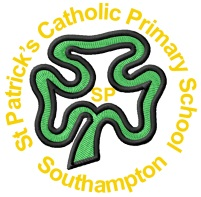 St Patrick's Catholic Primary School
SP
Southampton